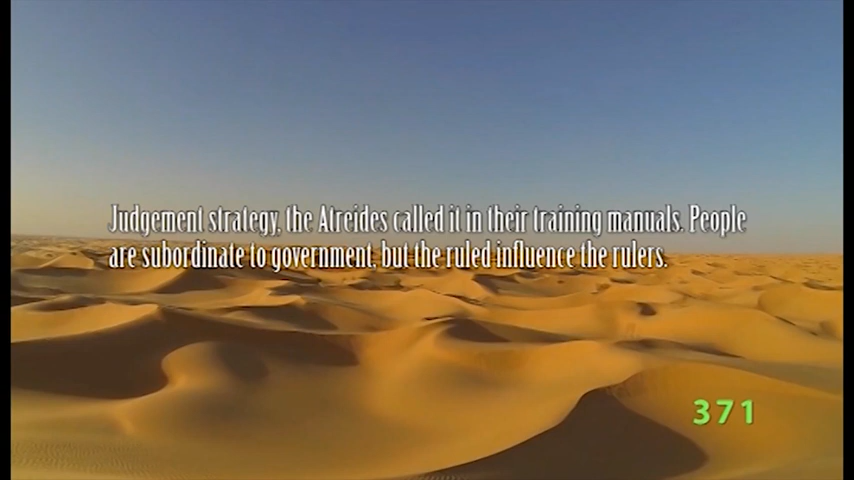 Judgement strategy, the Atreides called it in their training manuals. People
are subordinate to government, but the ruled influence the rulers.
371